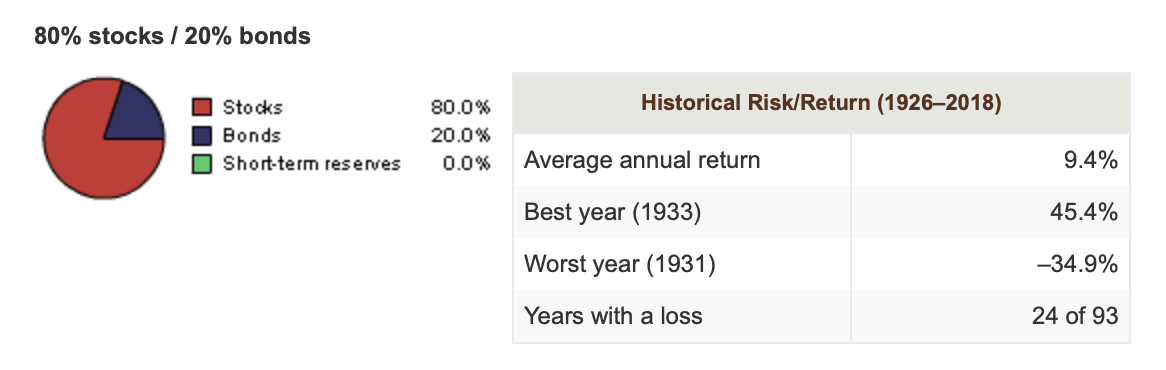 80% stocks / 20% bonds
Stocks 80.0%
Bonds 20.0%
Short-term reserves 0.0%
Historical Risk/Return (1926–2018)
Average annual return 9.4%
Best year (1933) 45.4%
Worst year (1931) –34.9%
Years with a loss 24 of 93